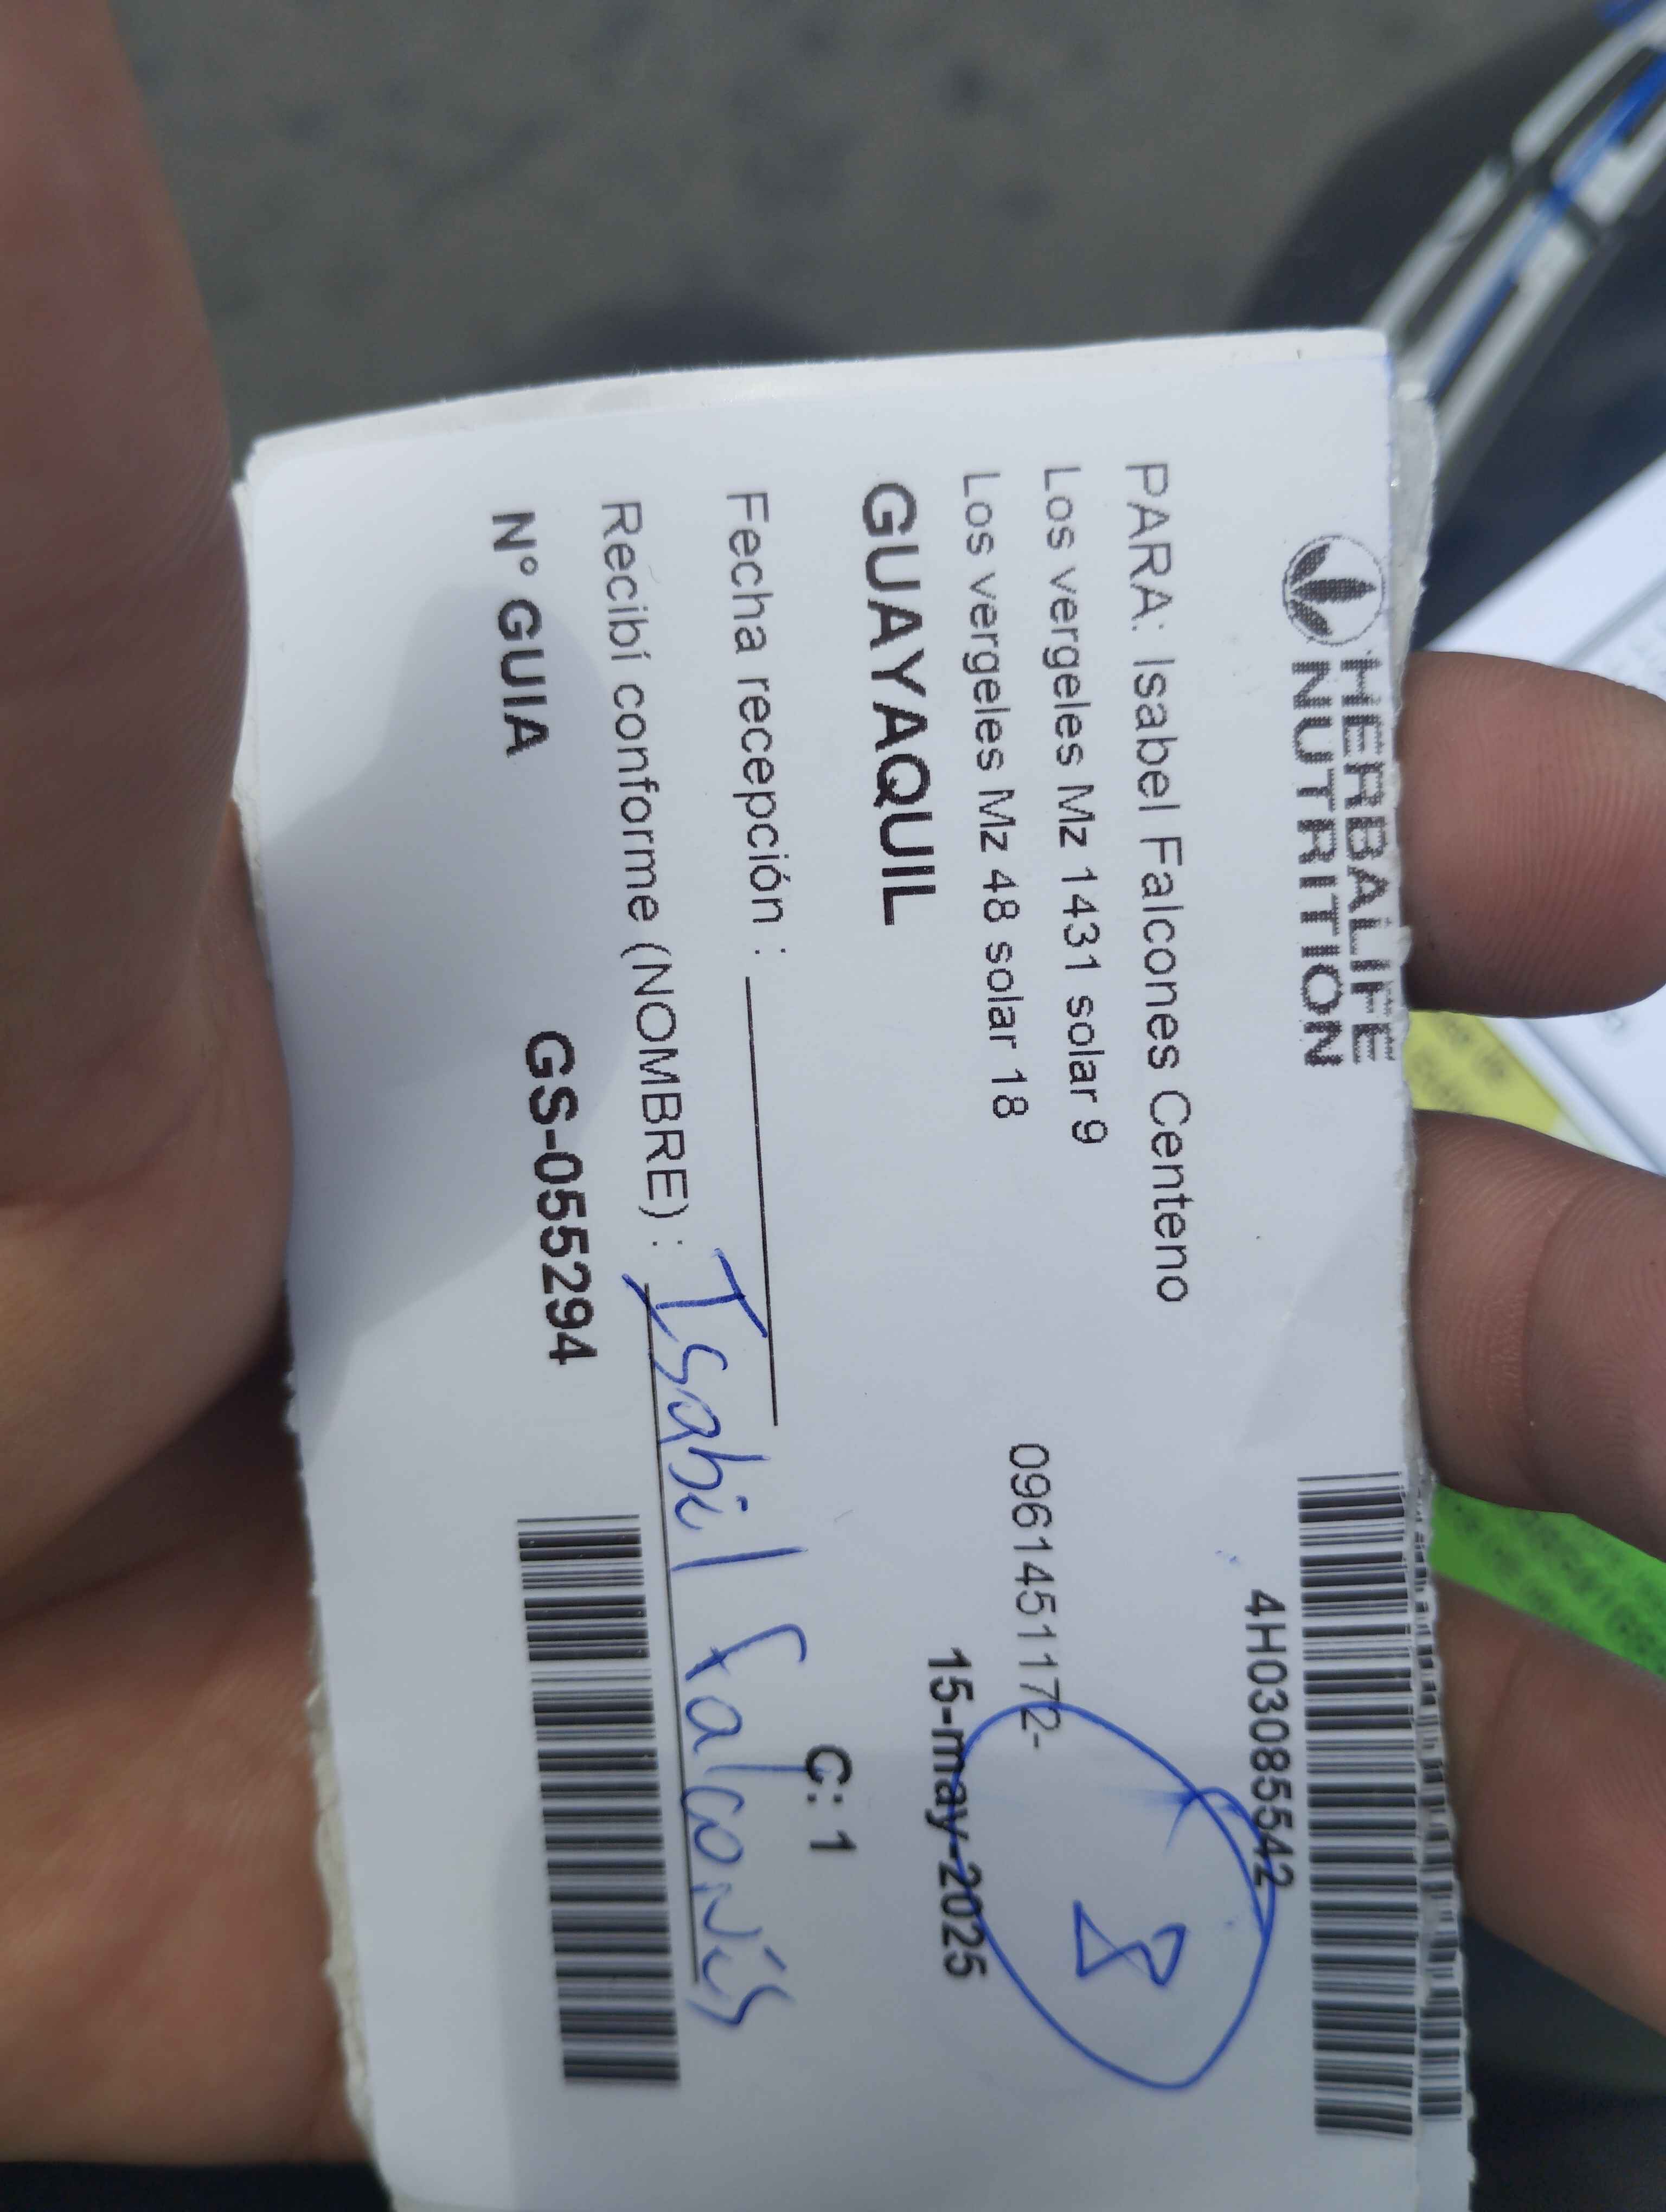 HERBALIFE
NUTRITION
4H03085542
PARA: Isabel Falcones Centeno
8
Los vergeles Mz 1431 solar 9
Los vergeles Mz 48 solar 18
0961451172-
GUAYAQUIL
15-may-2025
Fecha recepción :
C: 1
Recibí conforme (NOMBRE) : Isabel Falcones
N° GUIA
GS-055294